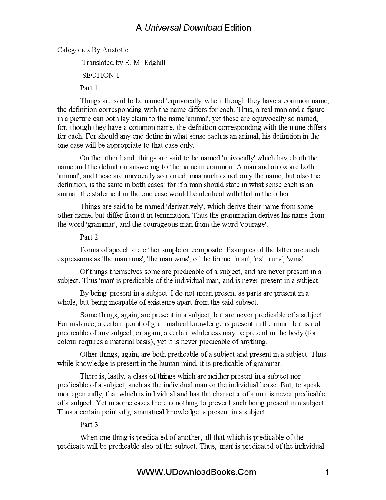 A Universal Download Edition
Categories By Aristotle
Translated by E. M. Edghill
SECTION 1
Part 1
Things are said to be named 'equivocally' when, though they have a common name,
the definition corresponding with the name differs for each. Thus, a real man and a figure
in a picture can both lay claim to the name 'animal'; yet these are equivocally so named,
for, though they have a common name, the definition corresponding with the name differs
for each. For should any one define in what sense each is an animal, his definition in the
one case will be appropriate to that case only.
On the other hand, things are said to be named 'univocally' which have both the
name and the definition answering to the name in common. A man and an ox are both
'animal', and these are univocally so named, inasmuch as not only the name, but also the
definition, is the same in both cases: for if a man should state in what sense each is an
animal, the statement in the one case would be identical with that in the other.
Things are said to be named 'derivatively', which derive their name from some
other name, but differ from it in termination. Thus the grammarian derives his name from
the word 'grammar', and the courageous man from the word 'courage'.
Part 2
Forms of speech are either simple or composite. Examples of the latter are such
expressions as 'the man runs', 'the man wins'; of the former 'man', 'ox', 'runs', 'wins'.
Of things themselves some are predicable of a subject, and are never present in a
subject. Thus 'man' is predicable of the individual man, and is never present in a subject.
By being 'present in a subject' I do not mean present as parts are present in a
whole, but being incapable of existence apart from the said subject.
Some things, again, are present in a subject, but are never predicable of a subject.
For instance, a certain point of grammatical knowledge is present in the mind, but is not
predicable of any subject; or again, a certain whiteness may be present in the body (for
colour requires a material basis), yet it is never predicable of anything.
Other things, again, are both predicable of a subject and present in a subject. Thus
while knowledge is present in the human mind, it is predicable of grammar.
There is, lastly, a class of things which are neither present in a subject nor
predicable of a subject, such as the individual man or the individual horse. But, to speak
more generally, that which is individual and has the character of a unit is never predicable
of a subject. Yet in some cases there is nothing to prevent such being present in a subject.
Thus a certain point of grammatical knowledge is present in a subject.
Part 3
When one thing is predicated of another, all that which is predicable of the
predicate will be predicable also of the subject. Thus, 'man' is predicated of the individual
WWW.UDownloadBooks.Com 1